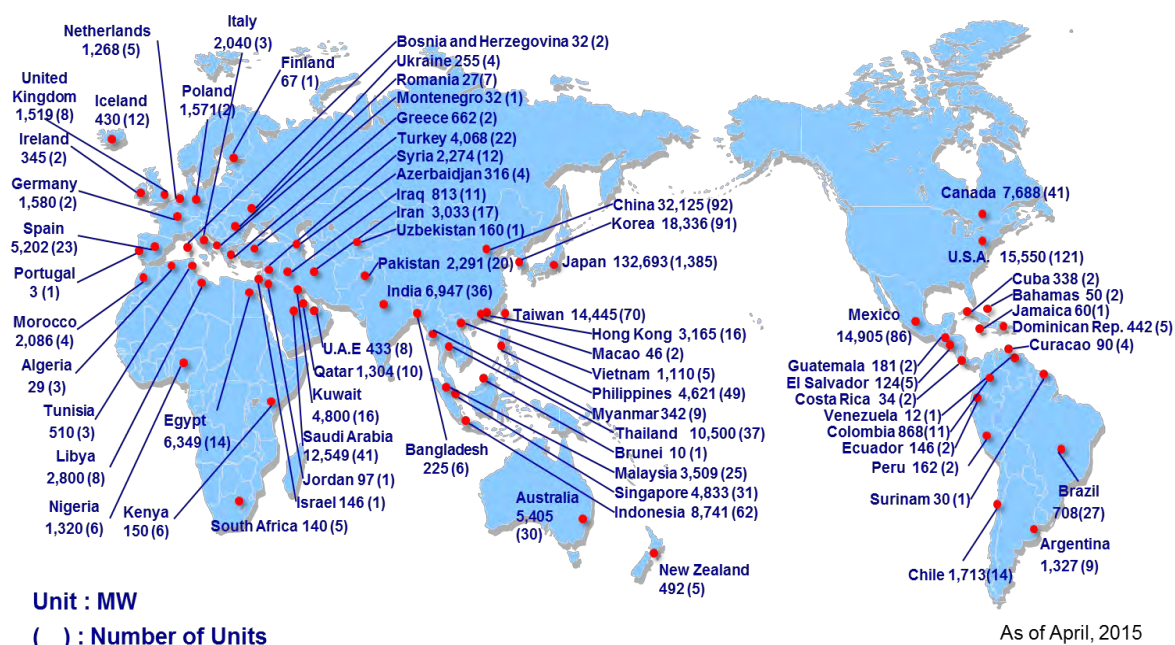 Italy
2,040 (3)
Netherlands
1,268 (5)
Finland
67 (1)
United
Kingdom
1,519 (8)
Iceland
430 (12)
Poland
1,571(2)
Ireland
345 (2)
Germany
1,580 (2)
Spain
5,202 (23)
Portugal
3 (1)
Morocco
2,086 (4)
Algeria
29 (3)
Tunisia
510 (3)
Libya
2,800 (8)
Nigeria
1,320 (6)
Kenya
150 (6)
Egypt
6,349 (14)
South Africa 140 (5)
Bosnia and Herzegovina 32 (2)
Ukraine 255 (4)
Romania 27(7)
Montenegro 32 (1)
Greece 662 (2)
Turkey 4,068 (22)
Syria 2,274 (12)
Azerbaidjan 316 (4)
Iraq 813 (11)
Iran 3,033 (17)
Uzbekistan 160 (1)
Pakistan 2,291 (20)
India 6,947 (36)
U.A.E 433 (8)
Qatar 1,304 (10)
Kuwait
4,800 (16)
Saudi Arabia
12,549 (41)
Jordan 97 (1)
Israel 146 (1)
Bangladesh
225 (6)
China 32,125 (92)
Korea 18,336 (91)
Japan 132,693 (1,385)
Taiwan 14,445 (70)
Hong Kong 3,165 (16)
Macao 46 (2)
Vietnam 1,110 (5)
Philippines 4,621 (49)
Myanmar 342 (9)
Thailand 10,500 (37)
Brunei 10 (1)
Malaysia 3,509 (25)
Singapore 4,833 (31)
Indonesia 8,741 (62)
Australia
5,405
(30)
New Zealand
492 (5)
Canada 7,688 (41)
U.S.A. 15,550 (121)
Cuba 338 (2)
Bahamas 50 (2)
Jamaica 60(1)
Dominican Rep. 442 (5)
Curacao 90 (4)
Mexico
14,905 (86)
Guatemala 181 (2)
El Salvador 124(5)
Costa Rica 34 (2)
Venezuela 12 (1)
Colombia 868(11)
Ecuador 146 (2)
Peru 162 (2)
Surinam 30 (1)
Brazil
708(27)
Argentina
1,327 (9)
Chile 1,713 (14)
Unit : MW
( ) : Number of Units
As of April, 2015